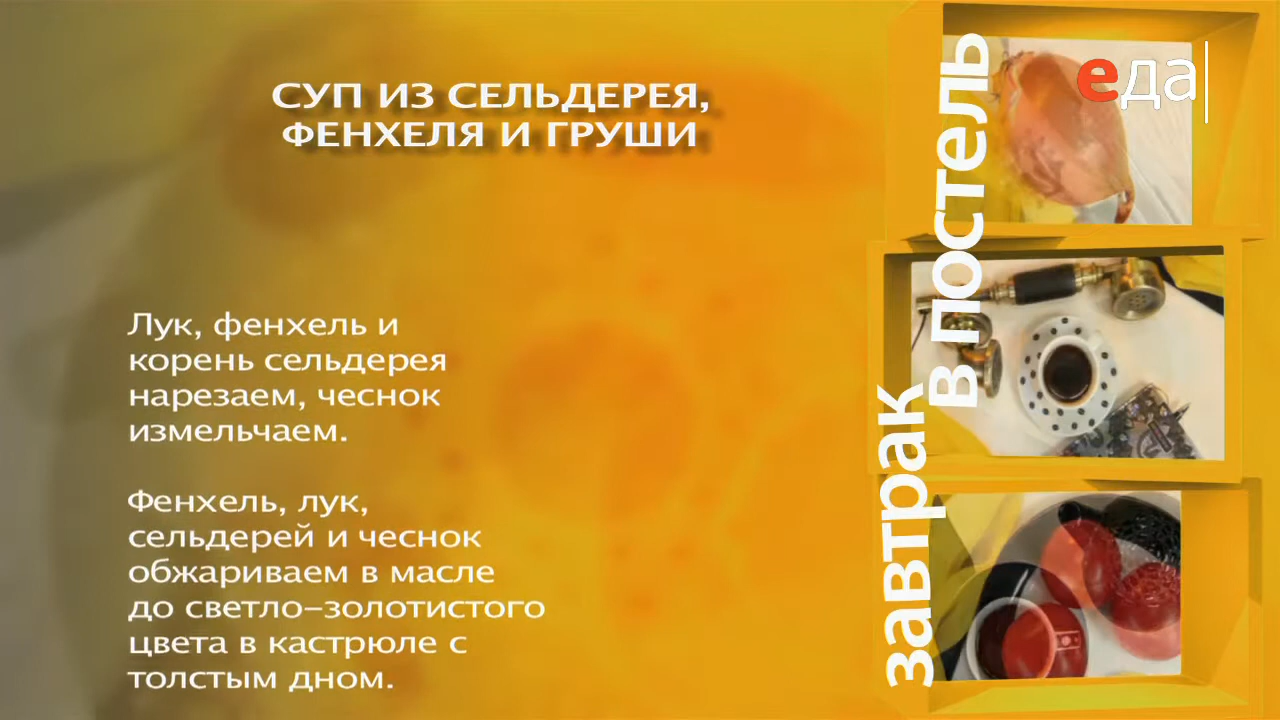 СУП ИЗ СЕЛЬДЕРЕЯ,
ФЕНХЕЛЯ И ГРУШИ
Лук, фенхель и
корень сельдерея
нарезаем, чеснок
измельчаем.
Фенхель, лук,
сельдерей и чеснок
обжариваем в масле
до светло–золотистого
цвета в кастрюле с
толстым дном.
завтрак
в постель
еда